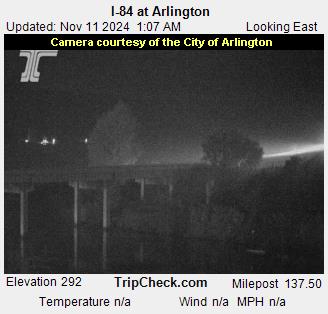 I-84 at Arlington
Updated: Nov 11 2024 1:07 AM Looking East
Camera courtesy of the City of Arlington
Elevation 292 TripCheck.com Milepost 137.50
Temperature n/a Wind n/a MPH n/a